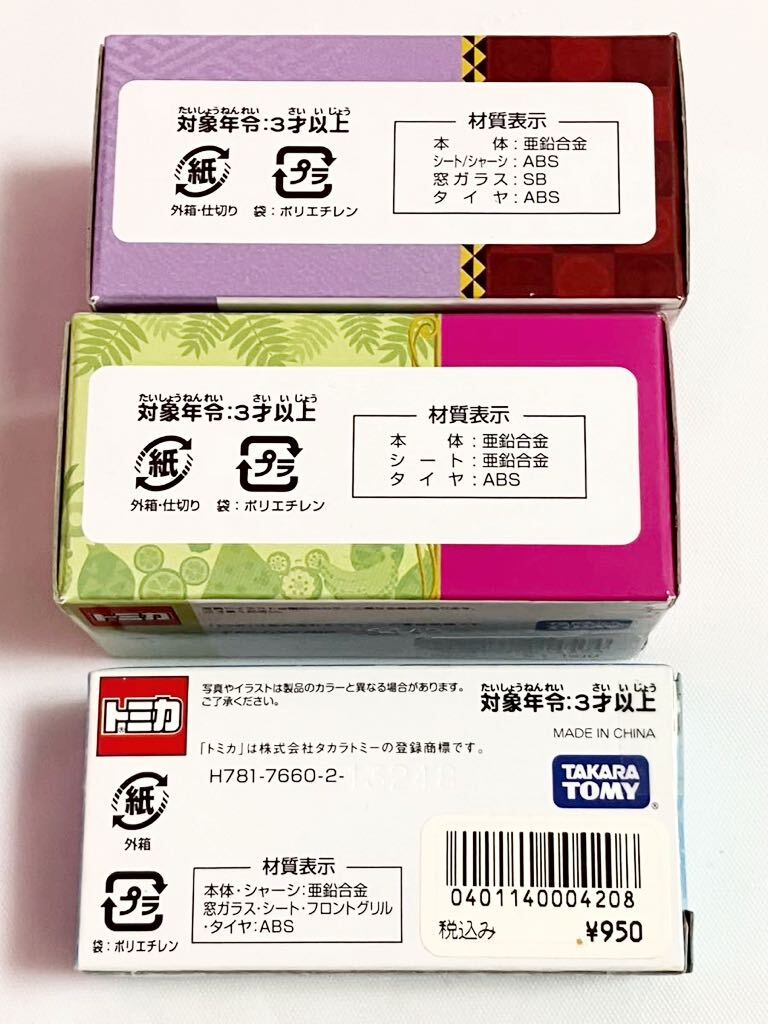 たいしょうねんれい さい いじょう
対象年令:3才以上
紙
プラ
外箱・仕切り 袋:ポリエチレン
材質表示
本体:亜鉛合金
シート/シャーシ:ABS
窓ガラス:SB
タイヤ:ABS
たいしょうねんれい さい いじょう
対象年令:3才以上
紙
プラ
外箱・仕切り 袋:ポリエチレン
材質表示
本体:亜鉛合金
シート:亜鉛合金
タイヤ:ABS
トミカ
トミカ
写真やイラストは製品のカラーと異なる場合があります。
ご了承ください。
たいしょうねんれい さい いじょう
対象年令:3才以上
MADE IN CHINA
「トミカ」は株式会社タカラトミーの登録商標です。
H781-7660-2-
TAKARA
TOMY
®
紙
外箱
プラ
袋:ポリエチレン
材質表示
本体・シャーシ:亜鉛合金
窓ガラス・シート・フロントグリル
・タイヤ:ABS
0401140004208
税込み ¥950